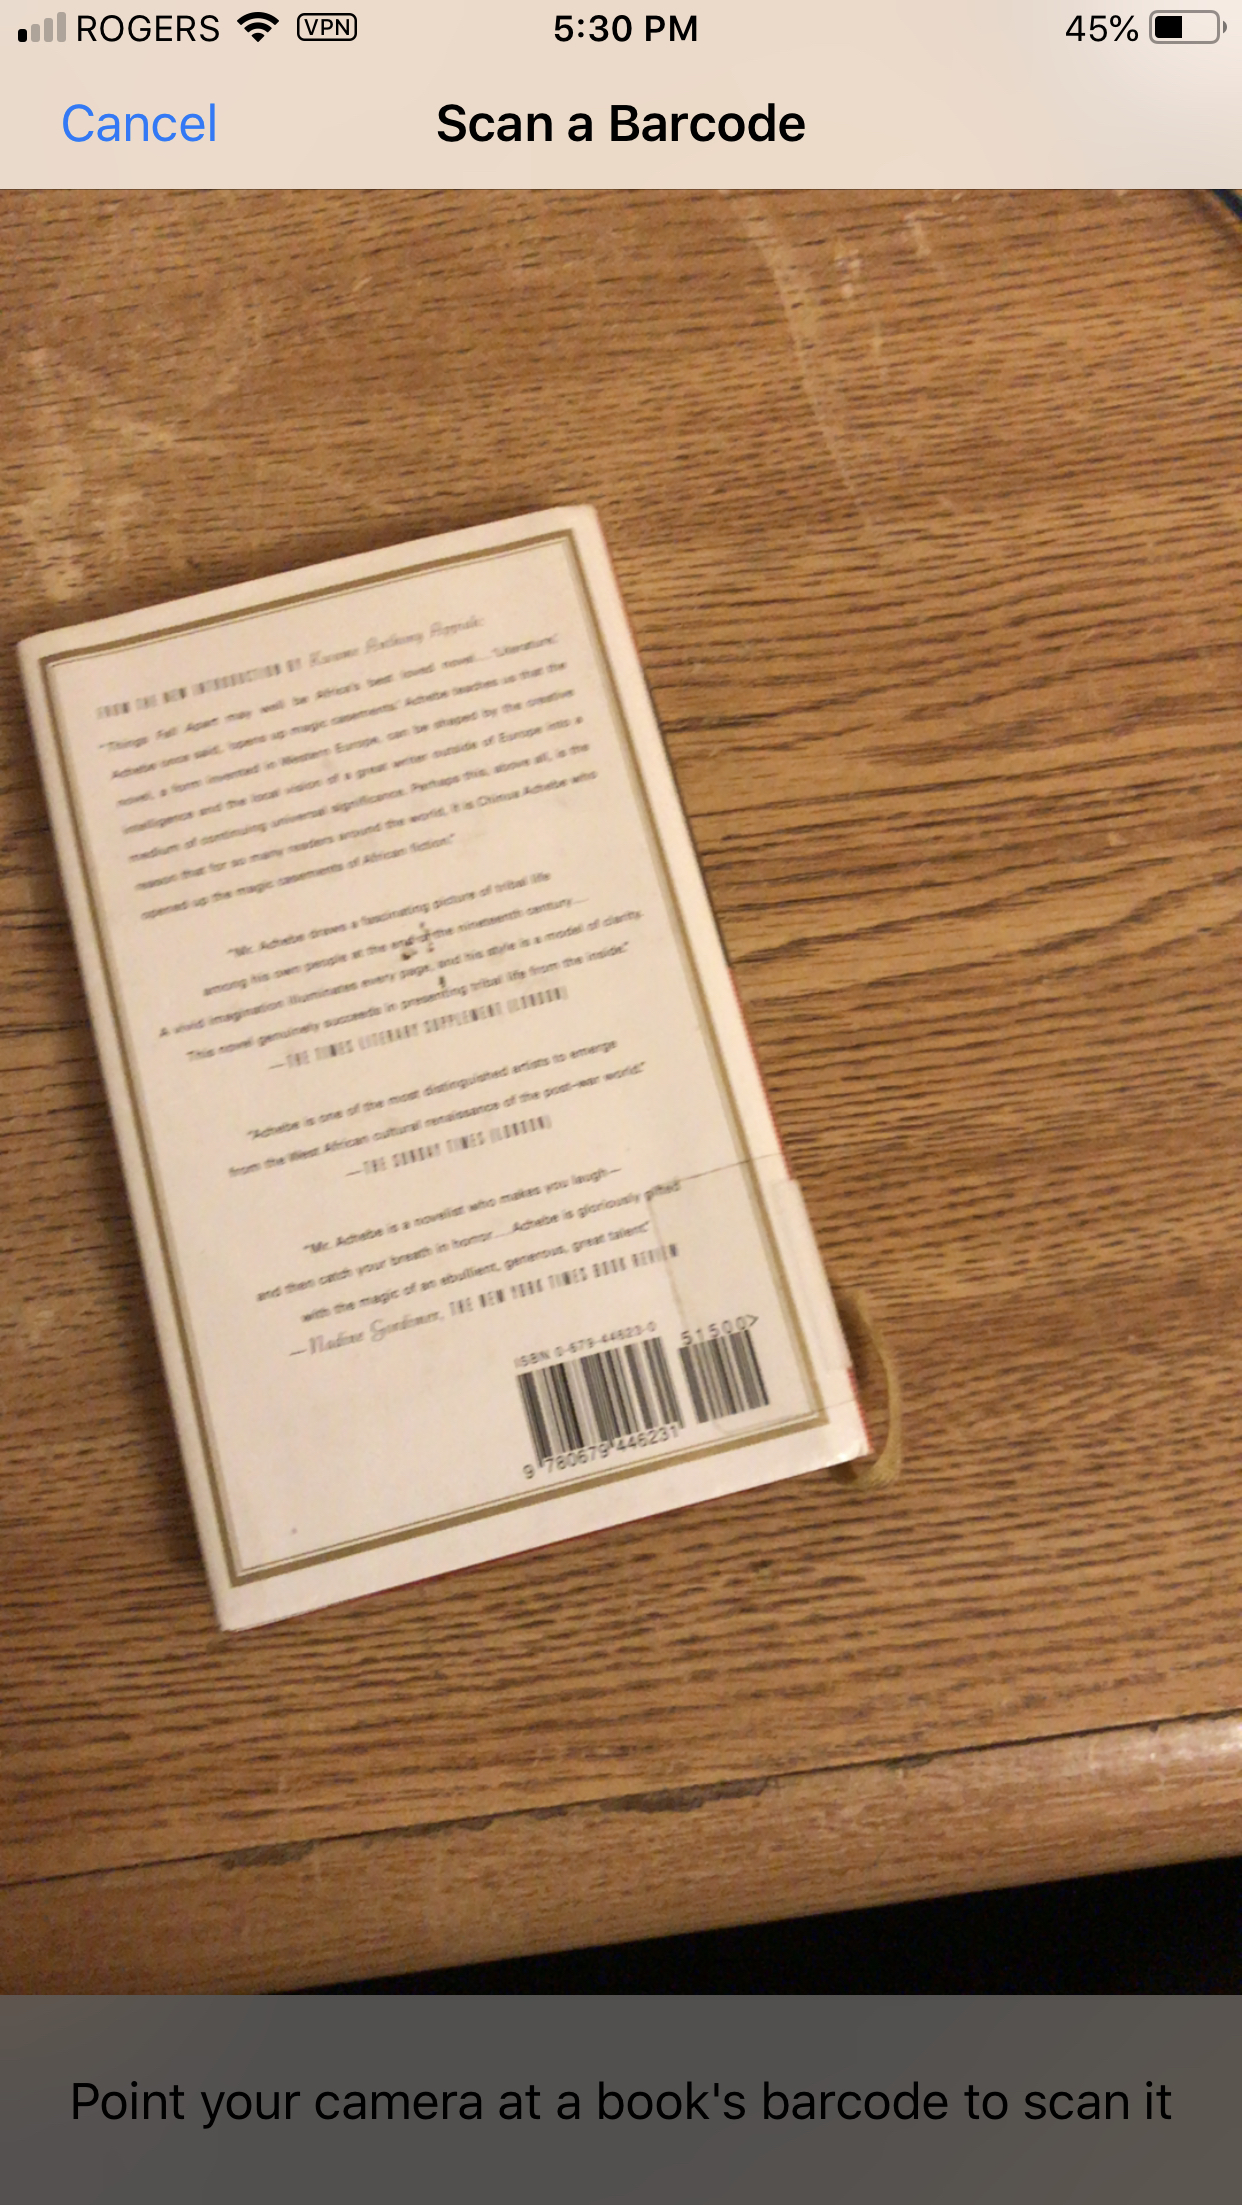 ROGERS VPN 5:30 PM 45%
Cancel Scan a Barcode
FROM THE NEW INTRODUCTION BY Kwame Anthony Appiah:
"Things Fall Apart may well be Africa's best loved novel.... 'Literature,'
Achebe once said, 'opens up magic casements.' Achebe teaches us that the
novel, a form invented in Western Europe, can be shaped by the creative
intelligence and the local vision of a great writer outside of Europe into a
medium of continuing universal significance. Perhaps this, above all, is the
reason that for so many readers around the world, it is Chinua Achebe who
opened up the magic casements of African fiction."
"Mr. Achebe draws a fascinating picture of tribal life
among his own people at the end of the nineteenth century....
A vivid imagination illuminates every page, and his style is a model of clarity.
This novel genuinely succeeds in presenting tribal life from the inside."
—THE TIMES LITERARY SUPPLEMENT (LONDON)
"Achebe is one of the most distinguished artists to emerge
from the West African cultural renaissance of the post-war world."
—THE SUNDAY TIMES (LONDON)
"Mr. Achebe is a novelist who makes you laugh—
and then catch your breath in horror....Achebe is gloriously gifted
with the magic of an ebullient, generous, great talent."
—Nadine Gordimer, THE NEW YORK TIMES BOOK REVIEW
ISBN 0-679-44623-0
51500>
9 780679 446231
Point your camera at a book's barcode to scan it